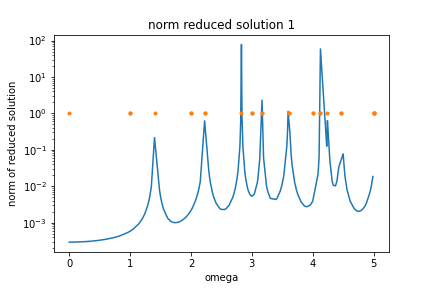 norm reduced solution 1
norm of reduced solution
10²
10¹
10⁰
10⁻¹
10⁻²
10⁻³
0 1 2 3 4 5
omega